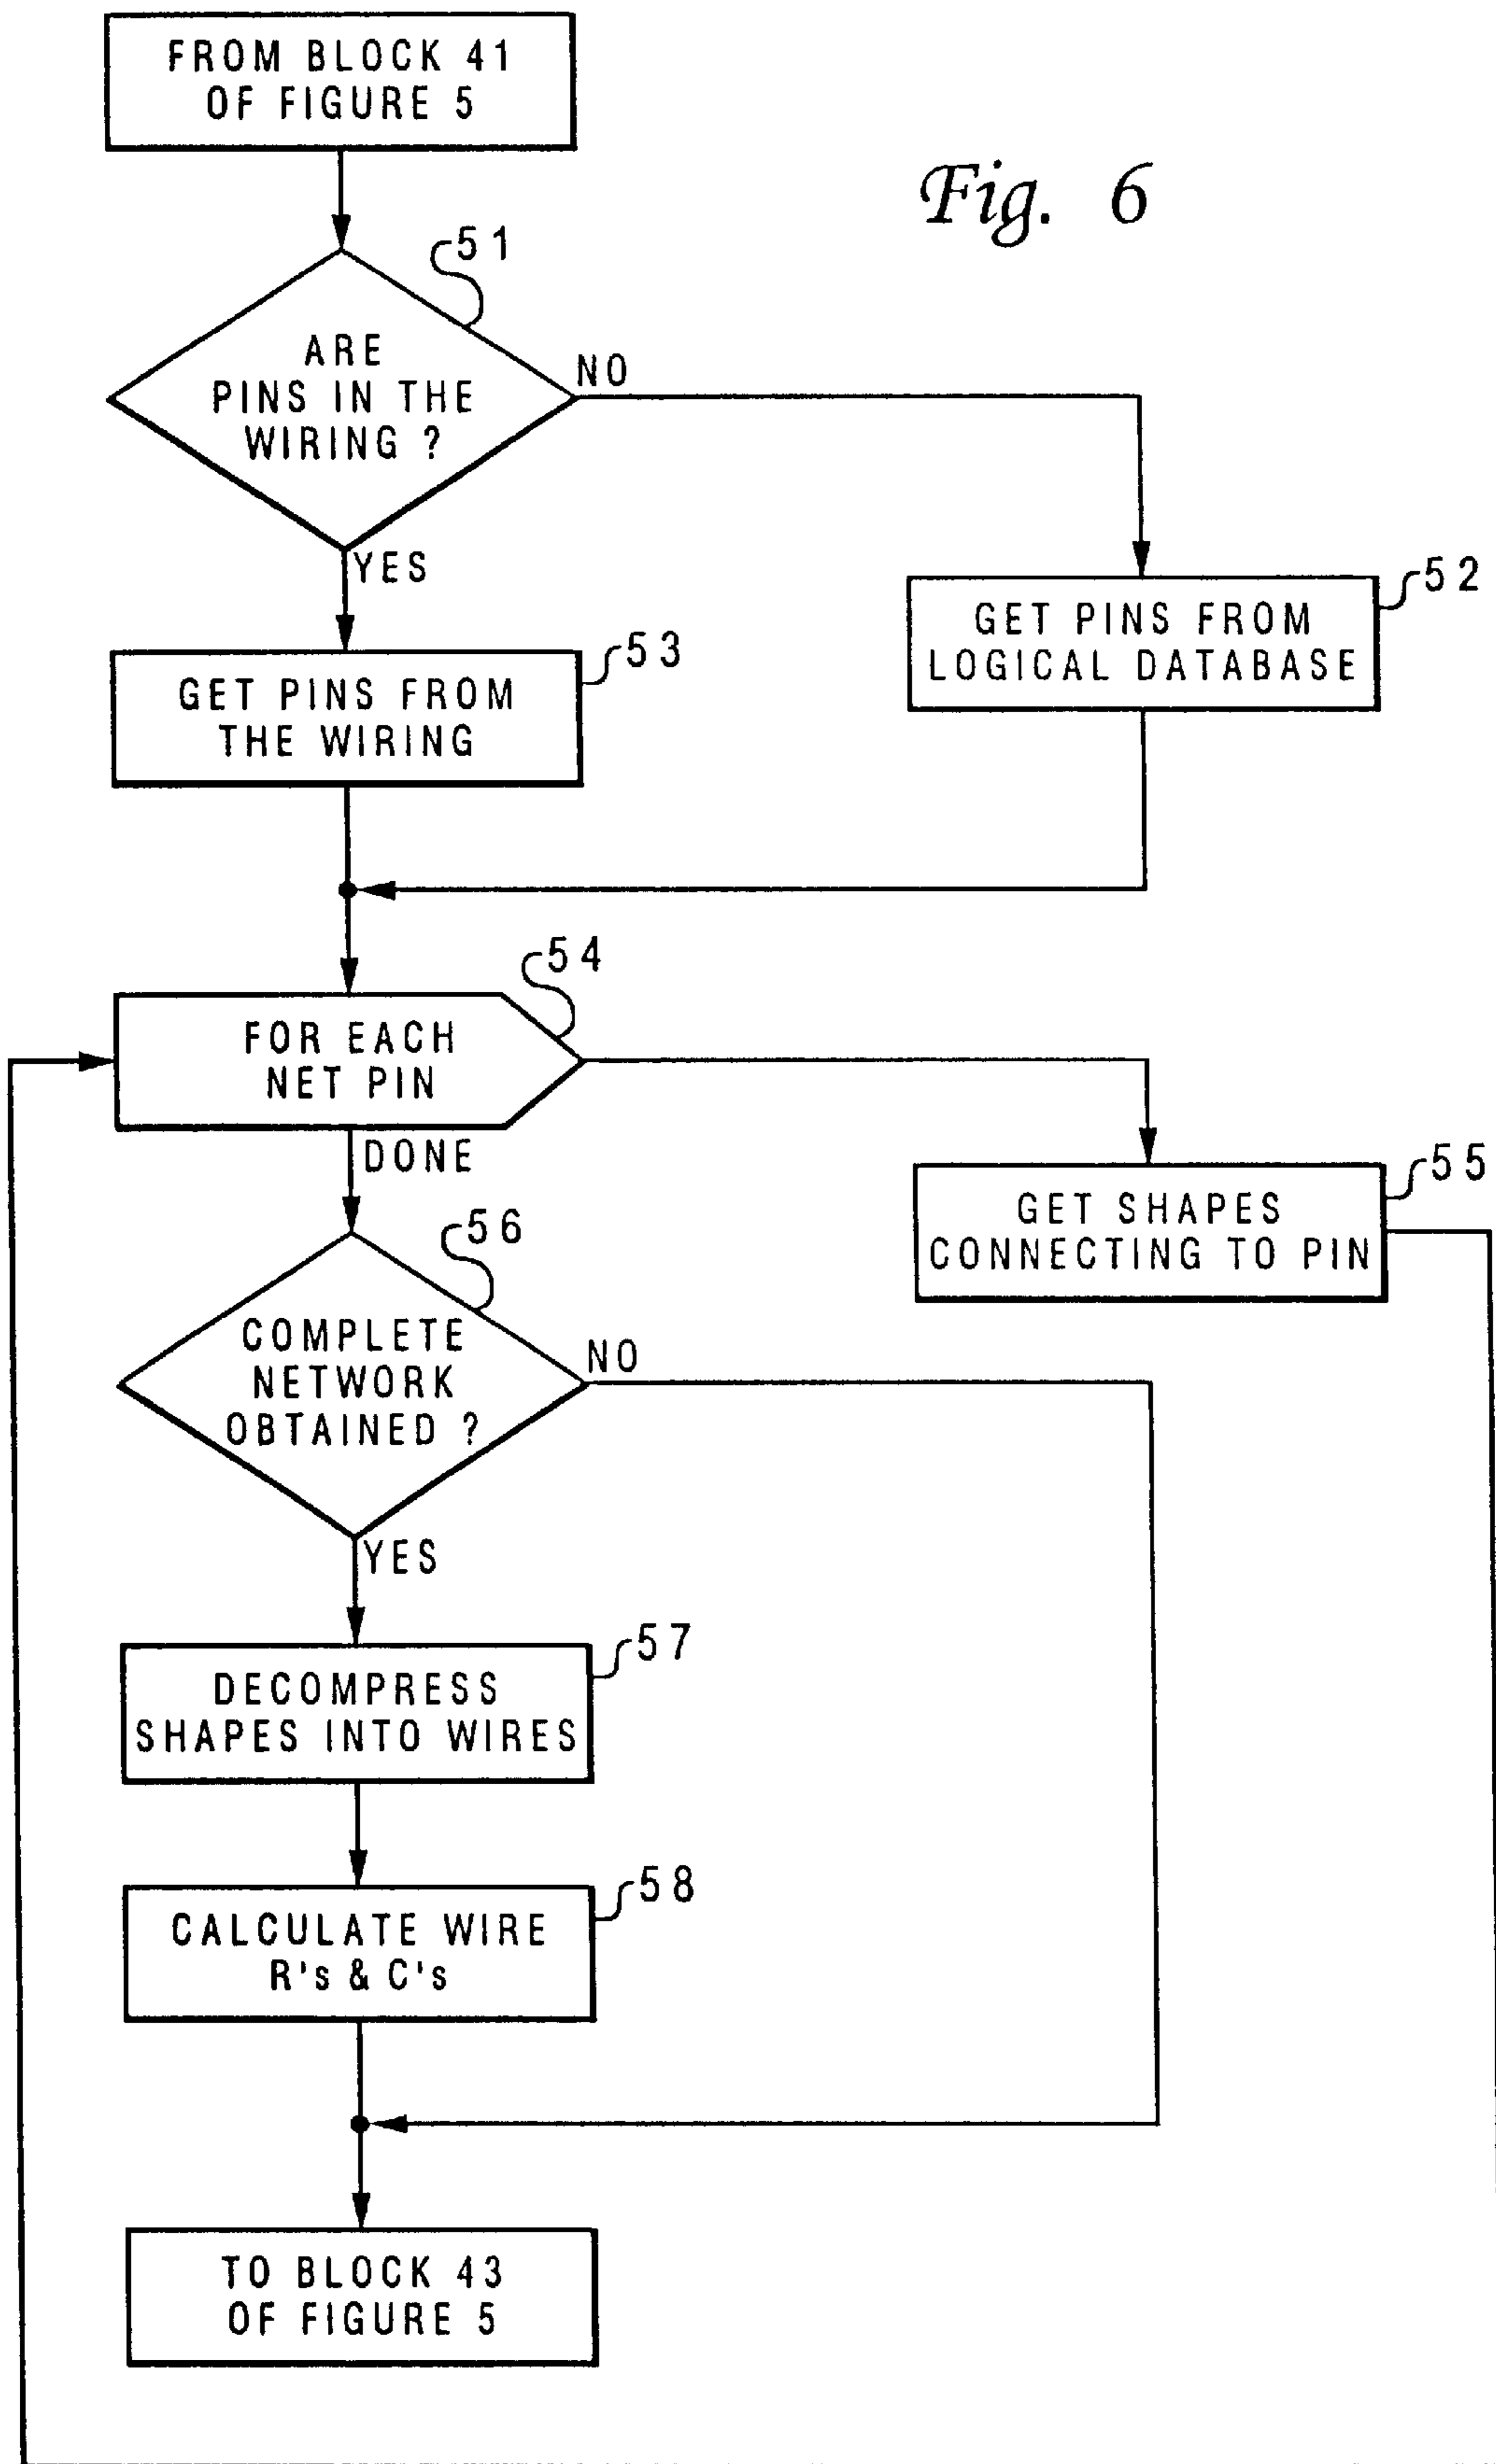 FROM BLOCK 41
OF FIGURE 5
Fig. 6
51
ARE
PINS IN THE
WIRING ?
NO
YES
52
GET PINS FROM
LOGICAL DATABASE
53
GET PINS FROM
THE WIRING
54
FOR EACH
NET PIN
DONE
55
GET SHAPES
CONNECTING TO PIN
56
COMPLETE
NETWORK
OBTAINED ?
NO
YES
57
DECOMPRESS
SHAPES INTO WIRES
58
CALCULATE WIRE
R's & C's
TO BLOCK 43
OF FIGURE 5